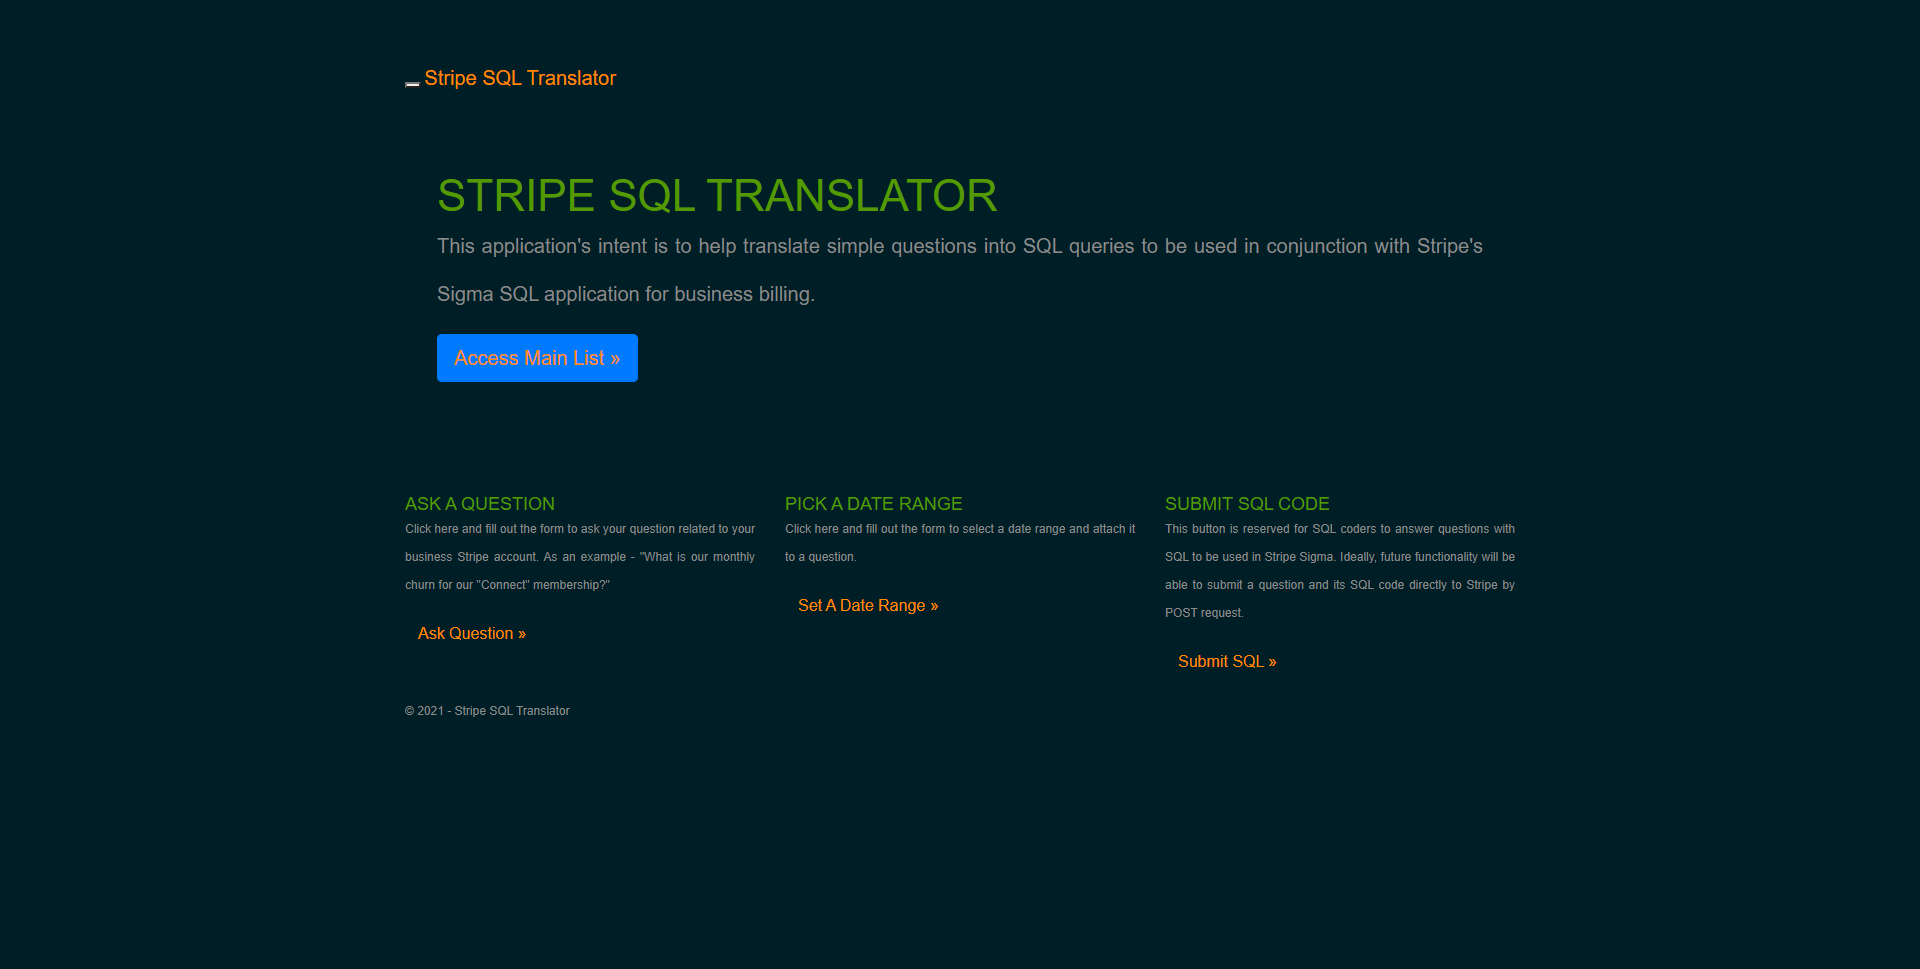 Stripe SQL Translator
STRIPE SQL TRANSLATOR
This application's intent is to help translate simple questions into SQL queries to be used in conjunction with Stripe's
Sigma SQL application for business billing.
Access Main List »
ASK A QUESTION
Click here and fill out the form to ask your question related to your
business Stripe account. As an example - "What is our monthly
churn for our "Connect" membership?"
Ask Question »
PICK A DATE RANGE
Click here and fill out the form to select a date range and attach it
to a question.
Set A Date Range »
SUBMIT SQL CODE
This button is reserved for SQL coders to answer questions with
SQL to be used in Stripe Sigma. Ideally, future functionality will be
able to submit a question and its SQL code directly to Stripe by
POST request.
Submit SQL »
© 2021 - Stripe SQL Translator